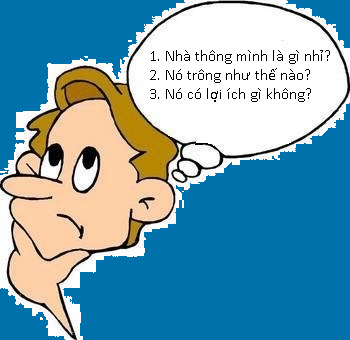 1. Nhà thông mình là gì nhỉ?
2. Nó trông như thế nào?
3. Nó có lợi ích gì không?